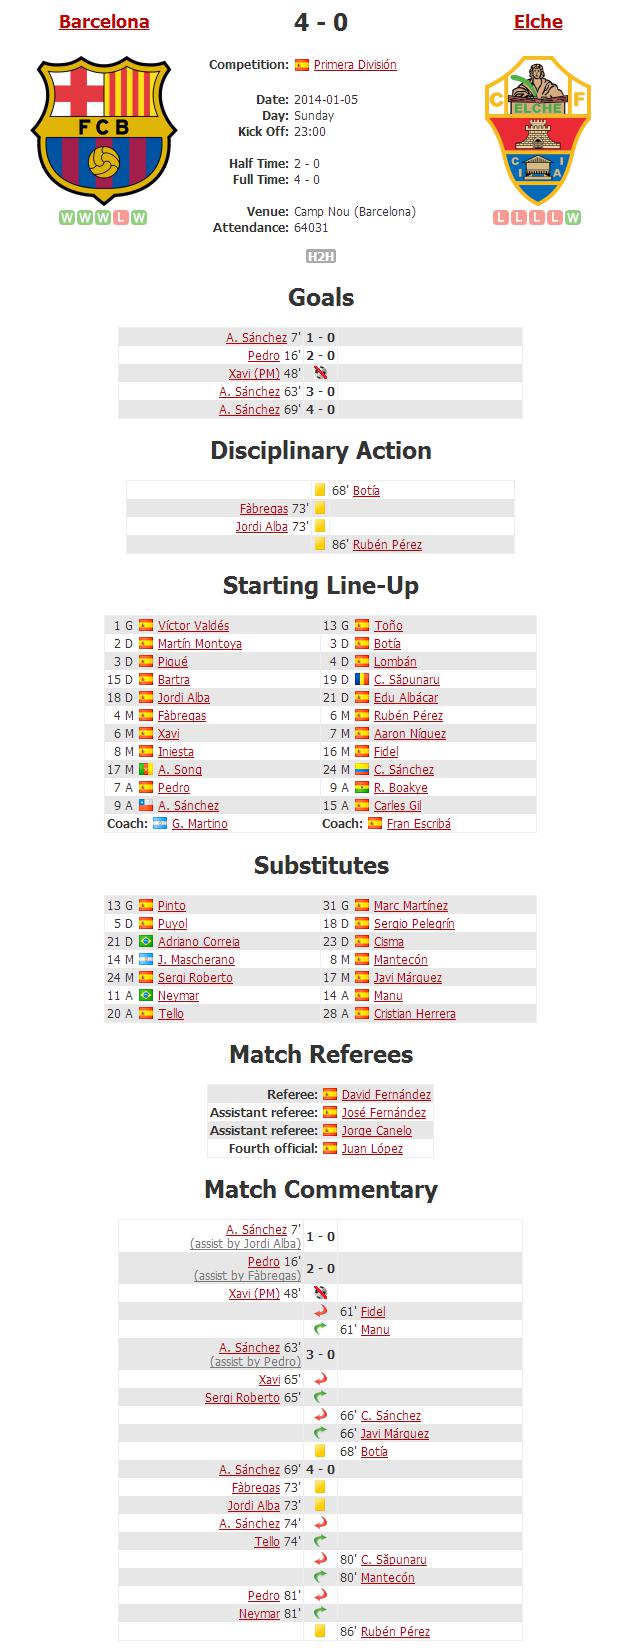 Barcelona 4 - 0 Elche
Competition: Primera División
FCB
C F
ELCHE
C I
I A
Date: 2014-01-05
Day: Sunday
Kick Off: 23:00
Half Time: 2 - 0
Full Time: 4 - 0
Venue: Camp Nou (Barcelona)
W W W L W
L L L L W
Attendance: 64031
H2H
Goals
A. Sánchez 7' 1 - 0
Pedro 16' 2 - 0
Xavi (PM) 48'
A. Sánchez 63' 3 - 0
A. Sánchez 69' 4 - 0
Disciplinary Action
68' Botía
Fàbregas 73'
Jordi Alba 73'
86' Rubén Pérez
Starting Line-Up
1 G Víctor Valdés 13 G Toño
2 D Martín Montoya 3 D Botía
3 D Piqué 4 D Lombán
15 D Bartra 19 D C. Săpunaru
18 D Jordi Alba 21 D Edu Albácar
4 M Fàbregas 6 M Rubén Pérez
6 M Xavi 7 M Aaron Níguez
8 M Iniesta 16 M Fidel
17 M A. Song 24 M C. Sánchez
7 A Pedro 9 A R. Boakye
9 A A. Sánchez 15 A Carles Gil
Coach: G. Martino Coach: Fran Escribá
Substitutes
13 G Pinto 31 G Marc Martínez
5 D Puyol 18 D Sergio Pelegrín
21 D Adriano Correia 23 D Cisma
14 M J. Mascherano 8 M Mantecón
24 M Sergi Roberto 17 M Javi Márquez
11 A Neymar 14 A Manu
20 A Tello 28 A Cristian Herrera
Match Referees
Referee: David Fernández
Assistant referee: José Fernández
Assistant referee: Jorge Canelo
Fourth official: Juan López
Match Commentary
A. Sánchez 7' 1 - 0
(assist by Jordi Alba)
Pedro 16' 2 - 0
(assist by Fàbregas)
Xavi (PM) 48'
61' Fidel
61' Manu
A. Sánchez 63' 3 - 0
(assist by Pedro)
Xavi 65'
Sergi Roberto 65'
66' C. Sánchez
66' Javi Márquez
68' Botía
A. Sánchez 69' 4 - 0
Fàbregas 73'
Jordi Alba 73'
A. Sánchez 74'
Tello 74'
80' C. Săpunaru
80' Mantecón
Pedro 81'
Neymar 81'
86' Rubén Pérez